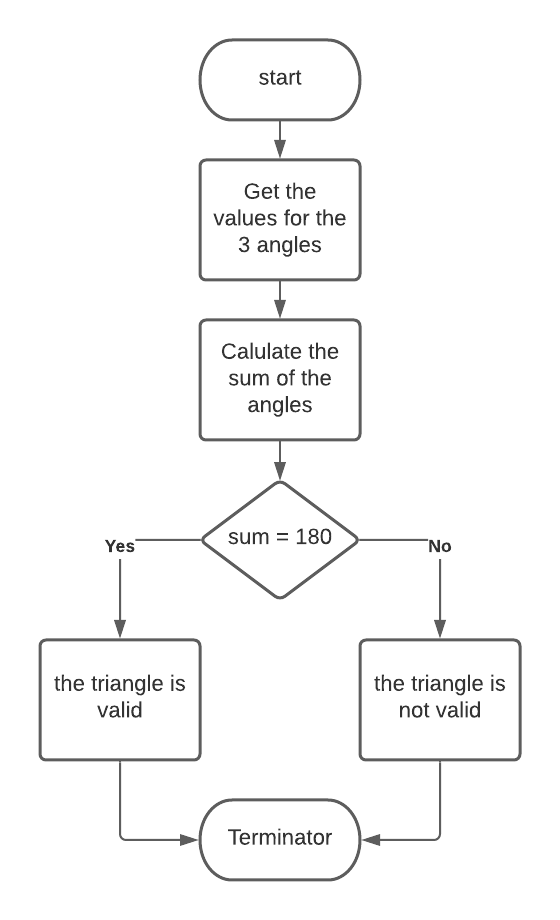 start
Get the
values for the
3 angles
Calulate the
sum of the
angles
sum = 180
Yes
No
the triangle is
valid
the triangle is
not valid
Terminator